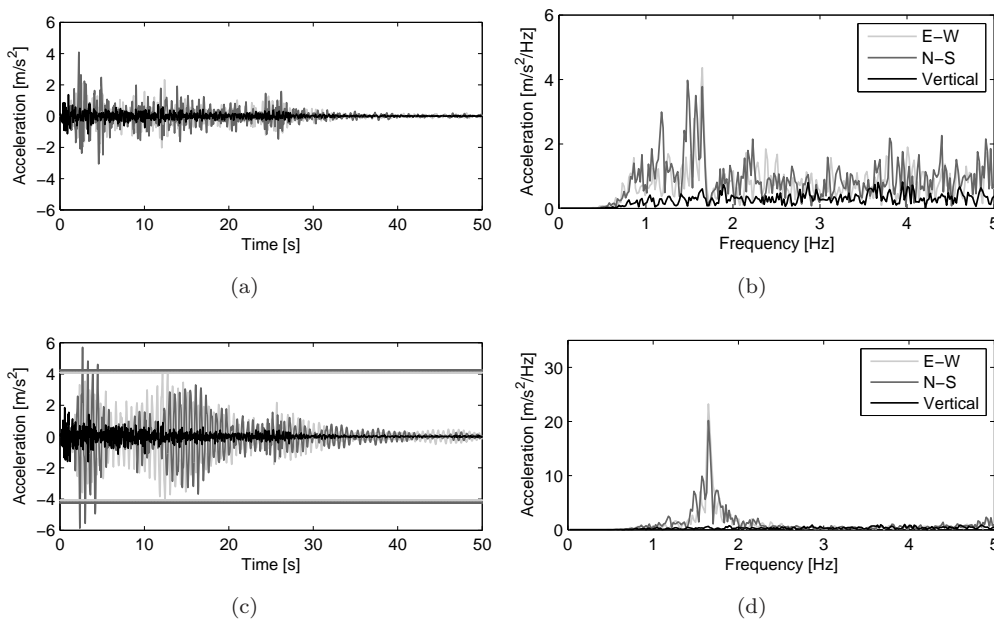 6
4
2
0
−2
−4
−6
0 10 20 30 40 50
Acceleration [m/s²]
Time [s]
(a)
6
4
2
0
0 1 2 3 4 5
Acceleration [m/s²/Hz]
Frequency [Hz]
E−W
N−S
Vertical
(b)
6
4
2
0
−2
−4
−6
0 10 20 30 40 50
Acceleration [m/s²]
Time [s]
(c)
30
20
10
0
0 1 2 3 4 5
Acceleration [m/s²/Hz]
Frequency [Hz]
E−W
N−S
Vertical
(d)